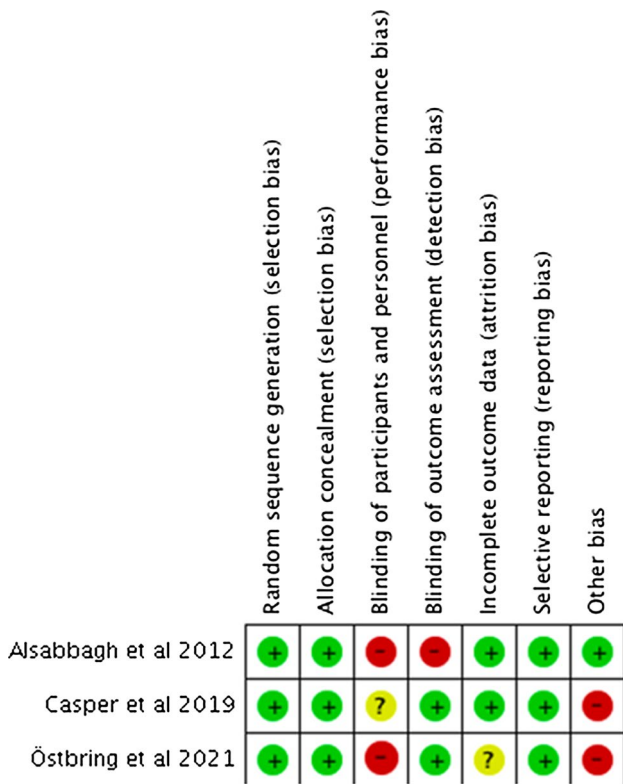 Random sequence generation (selection bias)
Allocation concealment (selection bias)
Blinding of participants and personnel (performance bias)
Blinding of outcome assessment (detection bias)
Incomplete outcome data (attrition bias)
Selective reporting (reporting bias)
Other bias
Alsabbagh et al 2012 + + - - + + +
Casper et al 2019 + + ? + + + -
Östbring et al 2021 + + - + ? + -